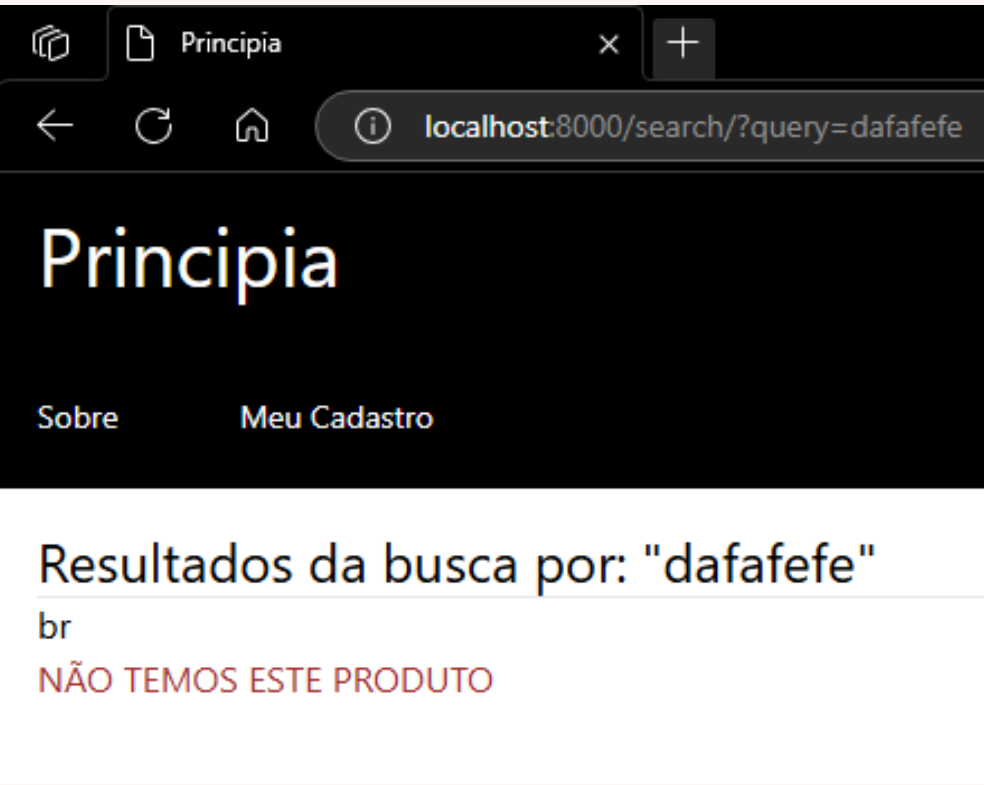 Principia
localhost:8000/search/?query=dafafefe
Principia
Sobre Meu Cadastro
Resultados da busca por: "dafafefe"
br
NÃO TEMOS ESTE PRODUTO